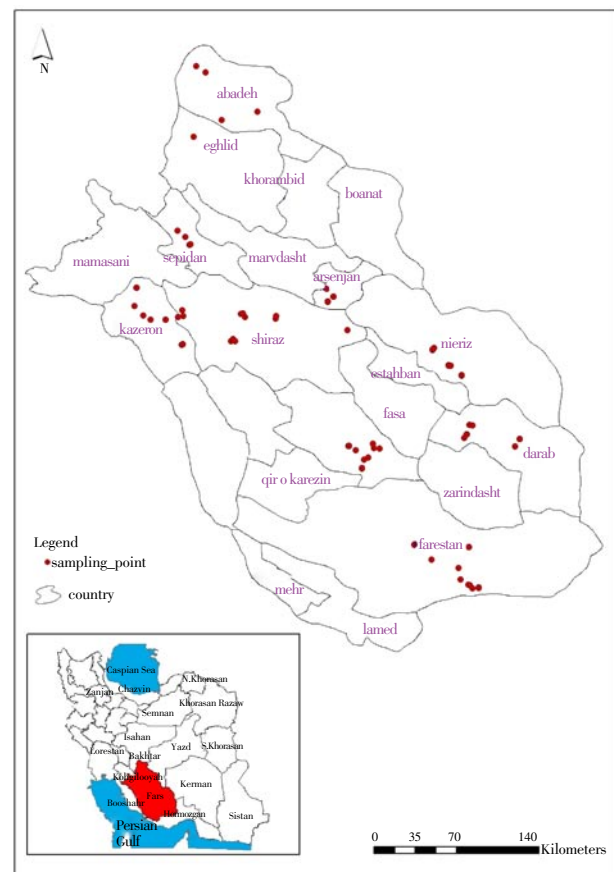 N
abadeh
eghlid
khorambid
boanat
mamasani
sepidan
marvdasht
arsenjan
kazeron
shiraz
nieriz
estahban
fasa
darab
qir o karezin
zarindasht
farestan
mehr
lamed
Legend
sampling_point
country
Caspian Sea
N.Khorasan
Zanjan
Chazyin
Khorasan Razaw
Semnan
Isahan
Lorestan
Yazd
S.Khorasan
Bakhtar
Kohgilooyah
Kerman
Fars
Booshahr
Hormozgan
Sistan
Persian
Gulf
0 35 70 140
Kilometers